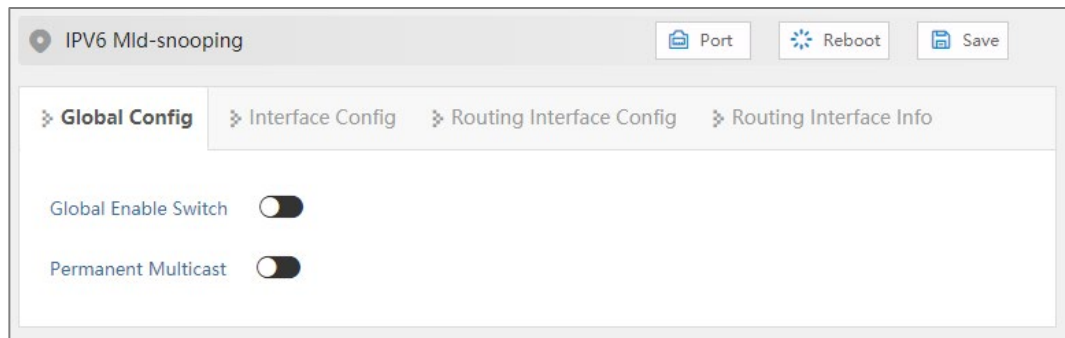 IPV6 Mld-snooping Port Reboot Save
Global Config Interface Config Routing Interface Config Routing Interface Info
Global Enable Switch
Permanent Multicast